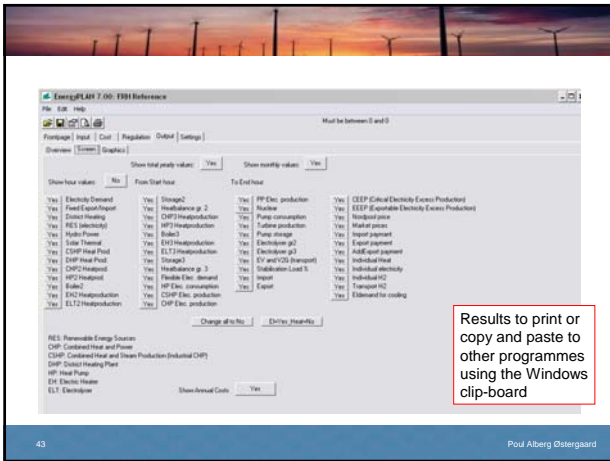 EnergyPLAN 7.00: FRH Reference
File Edit Help
Must be between 0 and 0
Frontpage Input Cost Regulation Output Settings
Overview Screen Graphics
Show total yearly values: Yes Show monthly values: Yes
Show hour values: No From Start hour: To End hour:
Yes Electricity Demand Yes Storage2 Yes PP Elec. production Yes CEEP (Critical Electricity Excess Production)
Yes Fixed Export/Import Yes Heatbalance gr. 2 Yes Nuclear Yes EEEP (Exportable Electricity Excess Production)
Yes District Heating Yes CHP3 Heatproduction Yes Pump consumption Yes Nordpool price
Yes RES (electricity) Yes HP3 Heatproduction Yes Turbine production Yes Market prices
Yes Hydro Power Yes Boiler3 Yes Pump storage Yes Import payment
Yes Solar Thermal Yes EH3 Heatproduction Yes Electrolyser gr2 Yes Export payment
Yes CSHP Heat Prod. Yes ELT3 Heatproduction Yes Electrolyser gr3 Yes AddExport payment
Yes DHP Heat Prod. Yes Storage3 Yes EV and V2G (transport) Yes Individual Heat
Yes CHP2 Heatprod. Yes Heatbalance gr. 3 Yes Stabilisation Load % Yes Individual electricity
Yes HP2 Heatprod. Yes Flexible Elec. demand Yes Import Yes Individual H2
Yes Boiler2 Yes HP Elec. consumption Yes Export Yes Transport H2
Yes EH2 Heatproduction Yes CSHP Elec. production Yes Eldemand for cooling
Yes ELT2 Heatproduction Yes CHP Elec. production
Change all to No El=Yes, Heat=No
RES: Renewable Energy Sources
CHP: Combined Heat and Power
CSHP: Combined Heat and Steam Production (Industrial CHP)
DHP: District Heating Plant
HP: Heat Pump
EH: Electric Heater
ELT: Electrolyser
Show Annual Costs Yes
Results to print or
copy and paste to
other programmes
using the Windows
clip-board
43 Poul Alberg Østergaard